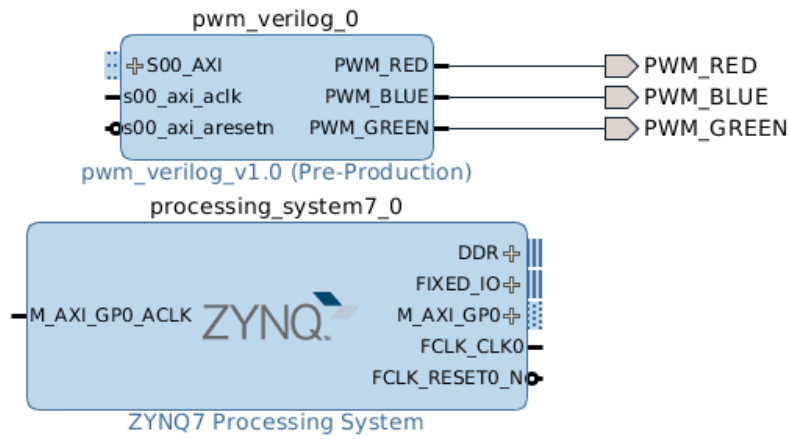 pwm_verilog_0
S00_AXI PWM_RED PWM_RED
s00_axi_aclk PWM_BLUE PWM_BLUE
s00_axi_aresetn PWM_GREEN PWM_GREEN
pwm_verilog_v1.0 (Pre-Production)
processing_system7_0
DDR
FIXED_IO
M_AXI_GP0_ACLK ZYNQ™ M_AXI_GP0
FCLK_CLK0
FCLK_RESET0_N
ZYNQ7 Processing System